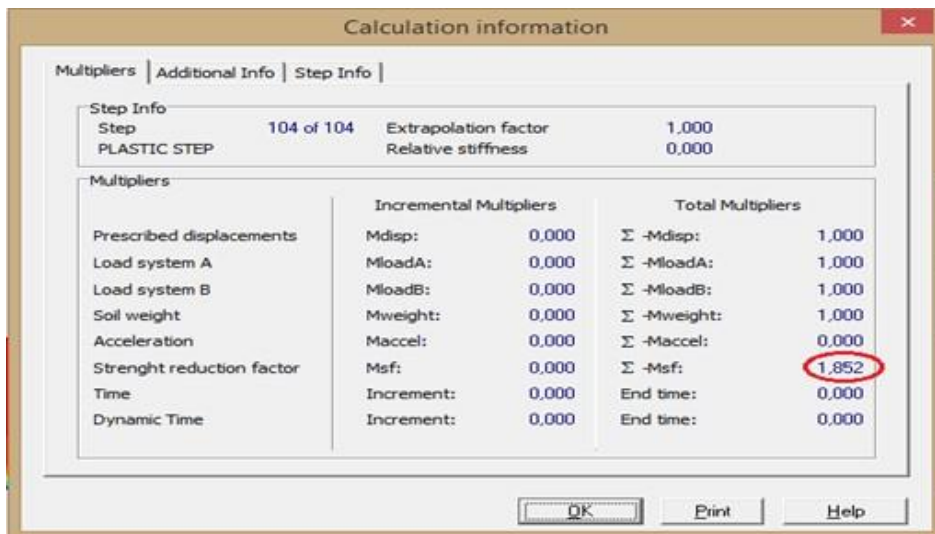 Calculation information
Multipliers Additional Info Step Info
Step Info
Step 104 of 104 Extrapolation factor 1,000
PLASTIC STEP Relative stiffness 0,000
Multipliers
Incremental Multipliers Total Multipliers
Prescribed displacements Mdisp: 0,000 Σ -Mdisp: 1,000
Load system A MloadA: 0,000 Σ -MloadA: 1,000
Load system B MloadB: 0,000 Σ -MloadB: 1,000
Soil weight Mweight: 0,000 Σ -Mweight: 1,000
Acceleration Maccel: 0,000 Σ -Maccel: 0,000
Strenght reduction factor Msf: 0,000 Σ -Msf: 1,852
Time Increment: 0,000 End time: 0,000
Dynamic Time Increment: 0,000 End time: 0,000
OK Print Help